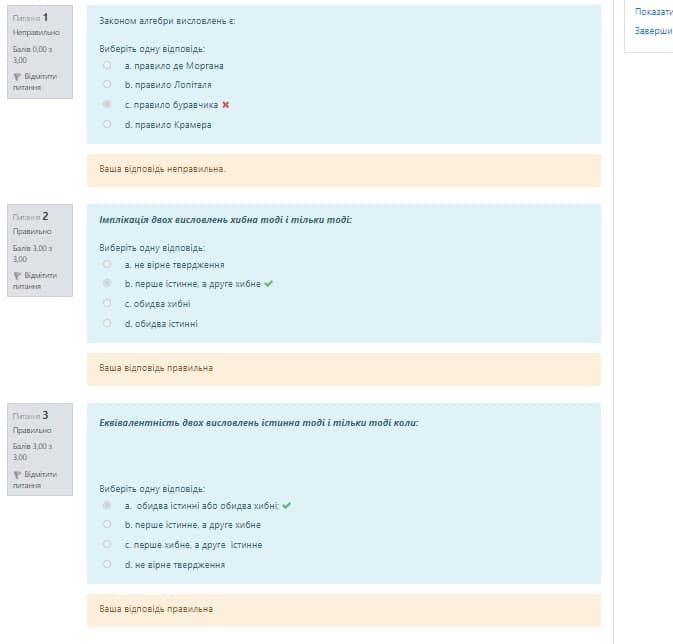 Питання 1
Неправильно
Балів 0,00 з
3,00
Відмітити
питання
Законом алгебри висловлень є:
Виберіть одну відповідь:
a. правило де Моргана
b. правило Лопіталя
c. правило буравчика
d. правило Крамера
Ваша відповідь неправильна.
Питання 2
Правильно
Балів 3,00 з
3,00
Відмітити
питання
Імплікація двох висловлень хибна тоді і тільки тоді:
Виберіть одну відповідь:
a. не вірне твердження
b. перше істинне, а друге хибне
c. обидва хибні
d. обидва істинні
Ваша відповідь правильна
Питання 3
Правильно
Балів 3,00 з
3,00
Відмітити
питання
Еквівалентність двох висловлень істинна тоді і тільки тоді коли:
Виберіть одну відповідь:
a. обидва істинні або обидва хибні;
b. перше істинне, а друге хибне
c. перше хибне, а друге істинне
d. не вірне твердження
Ваша відповідь правильна
Показати
Заверши